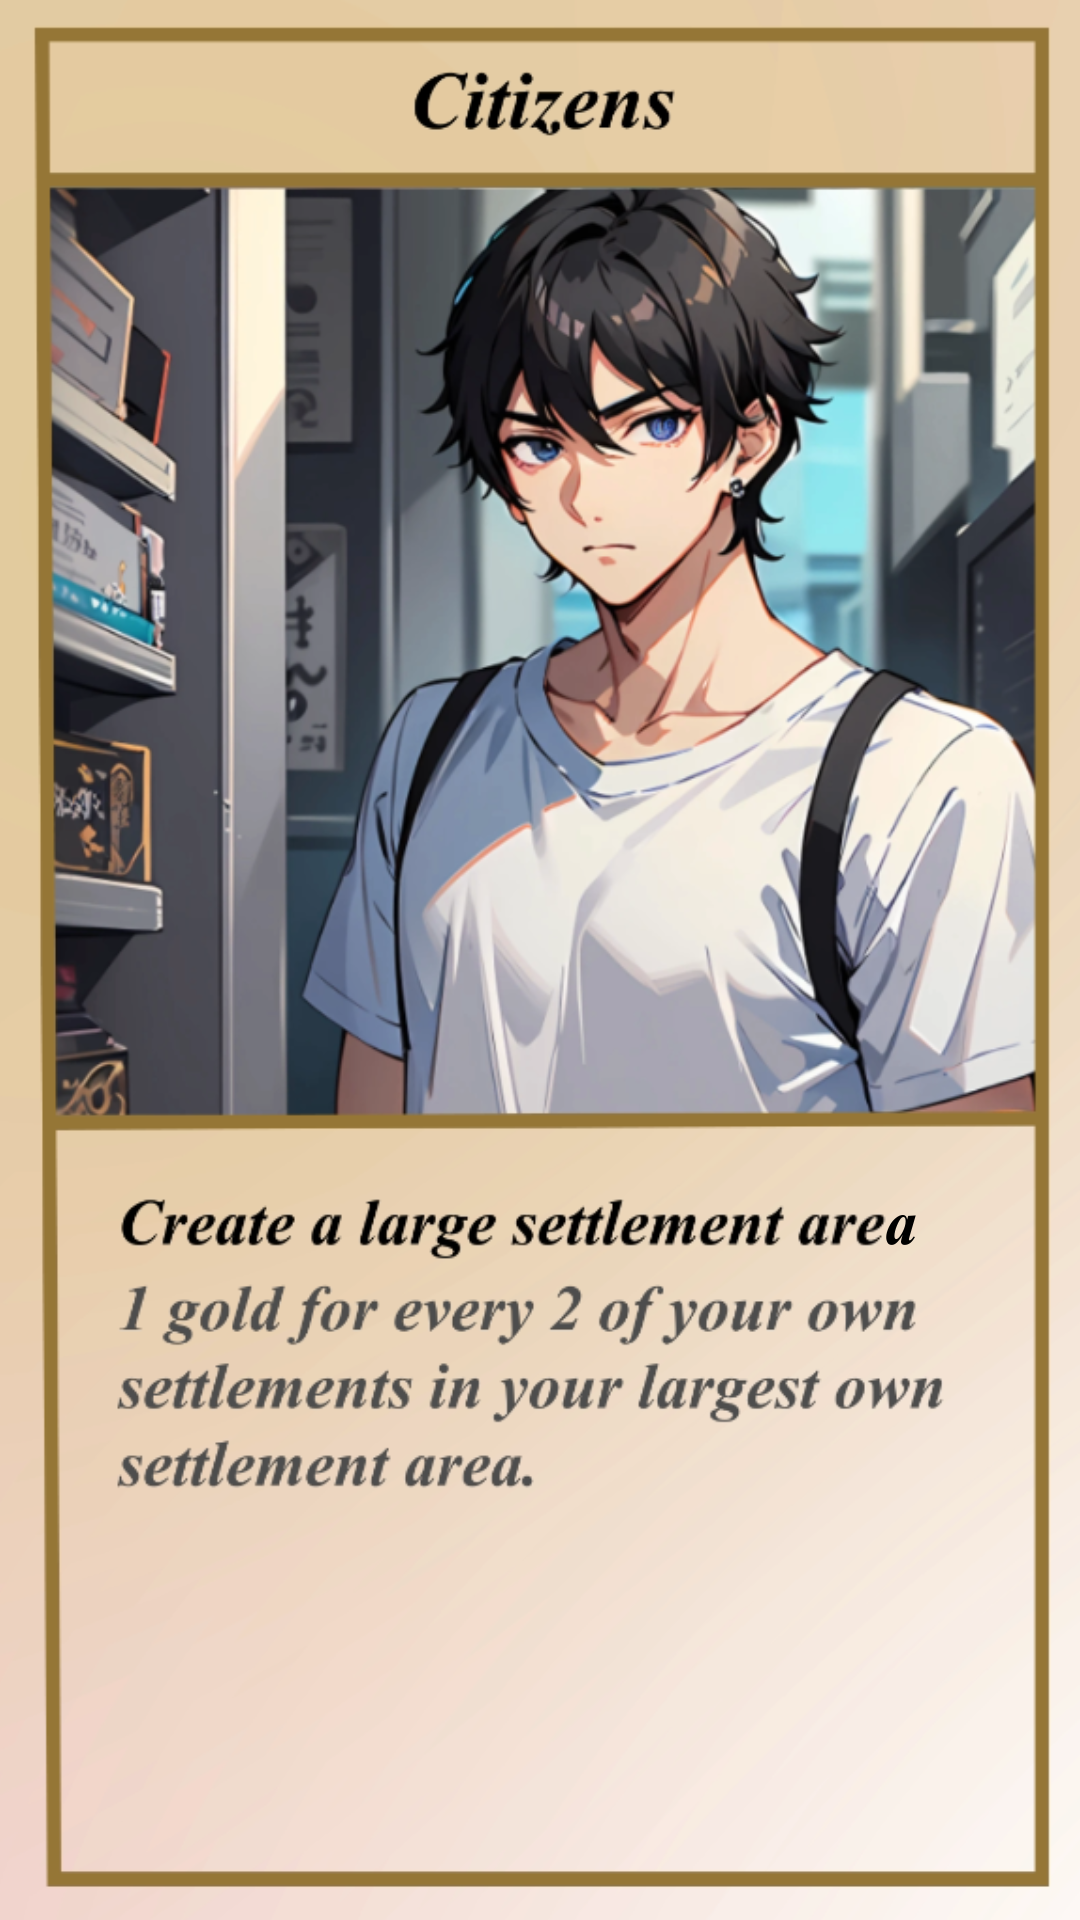 Citizens
Create a large settlement area
1 gold for every 2 of your own
settlements in your largest own
settlement area.